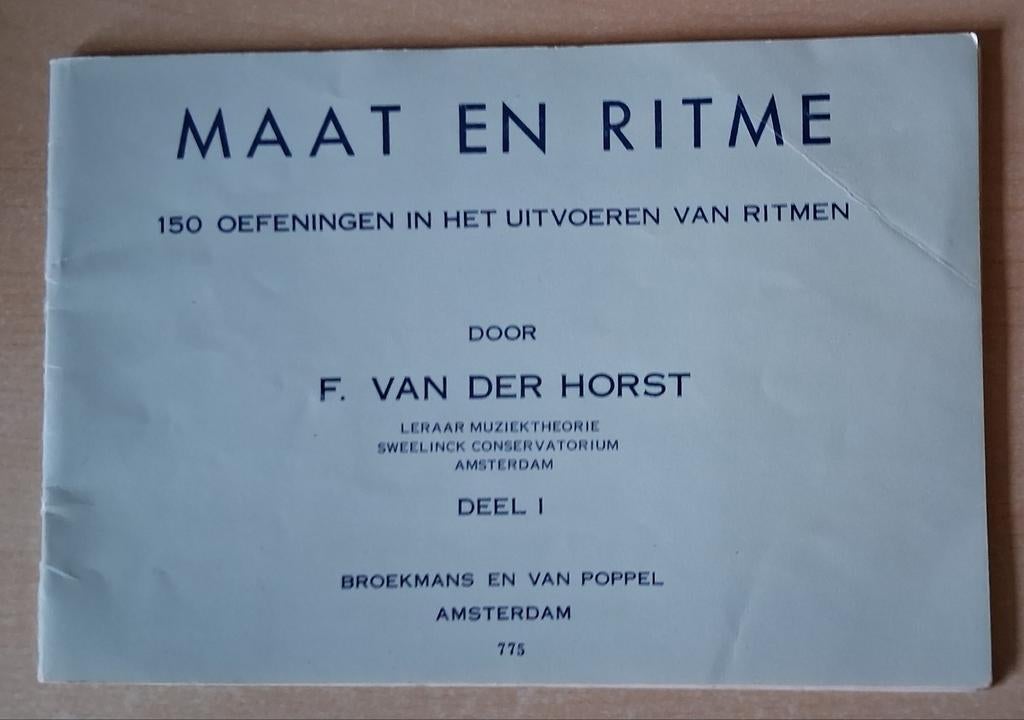 MAAT EN RITME
150 OEFENINGEN IN HET UITVOEREN VAN RITMEN
DOOR
F. VAN DER HORST
LERAAR MUZIEKTHEORIE
SWEELINCK CONSERVATORIUM
AMSTERDAM
DEEL I
BROEKMANS EN VAN POPPEL
AMSTERDAM
775